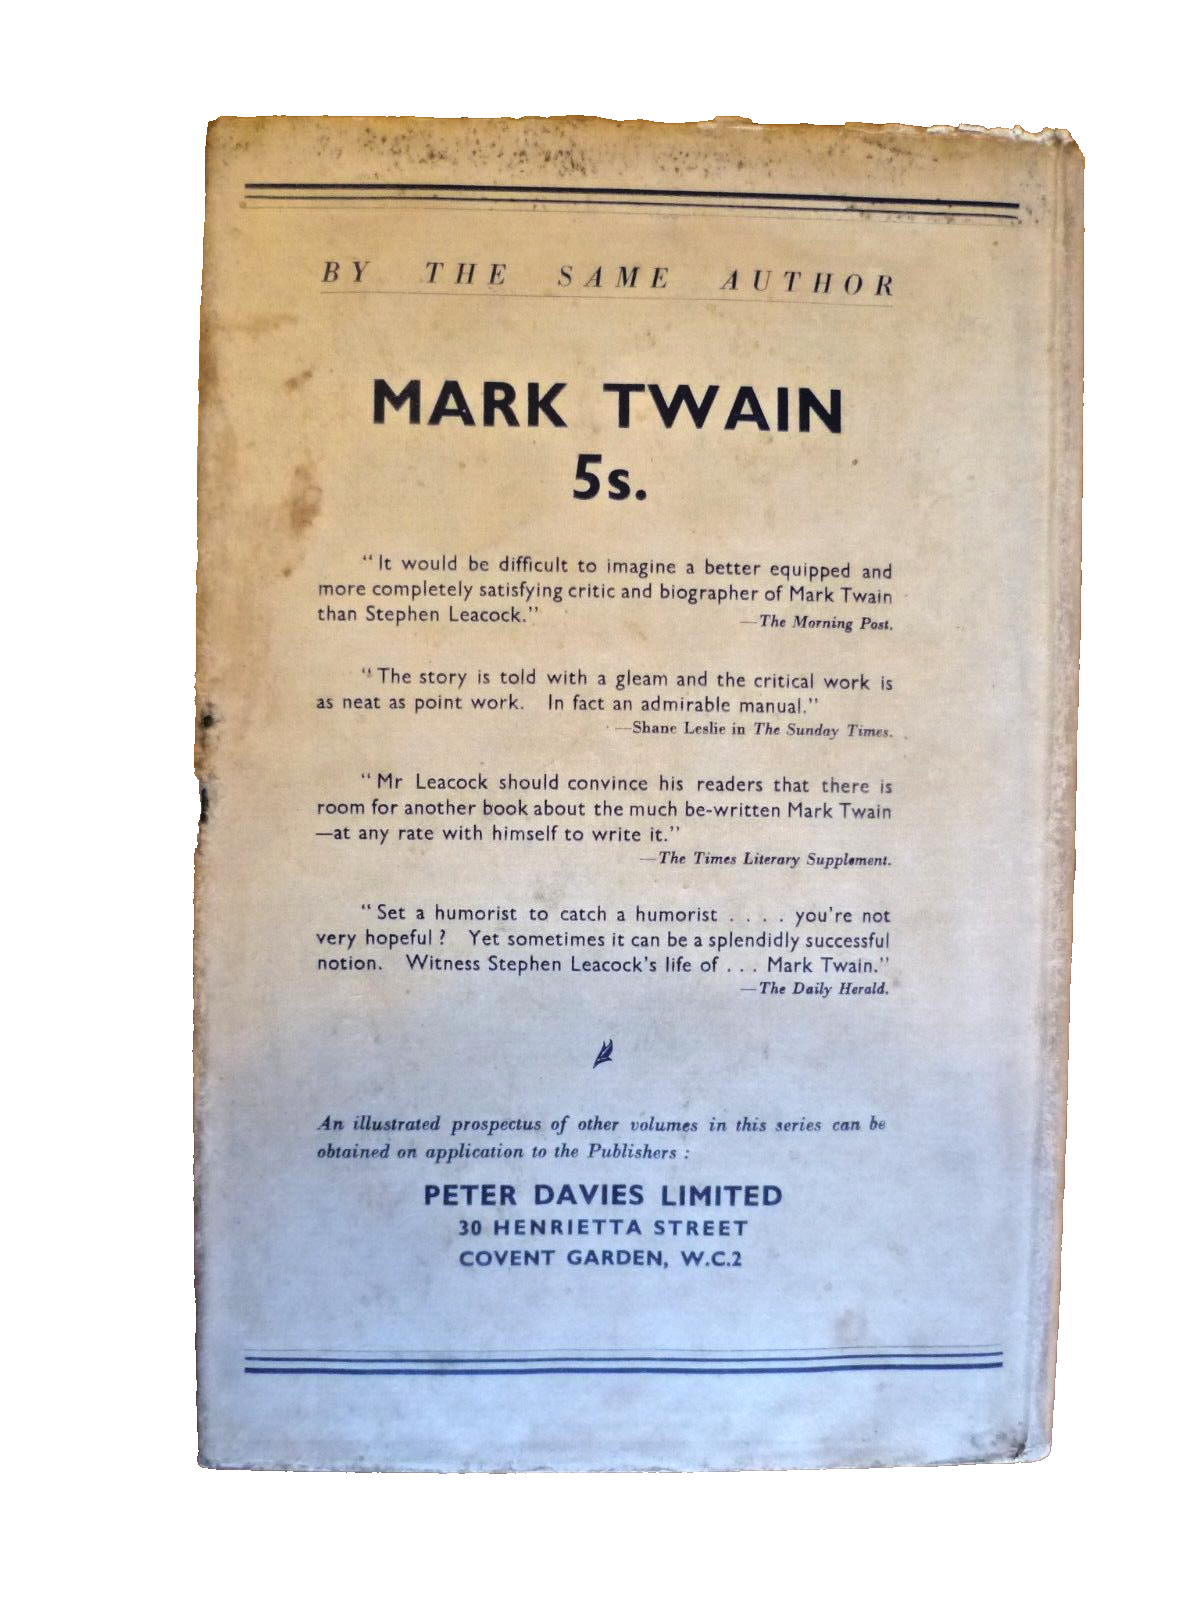 BY THE SAME AUTHOR
MARK TWAIN
5s.
“It would be difficult to imagine a better equipped and
more completely satisfying critic and biographer of Mark Twain
than Stephen Leacock.” —The Morning Post.
“The story is told with a gleam and the critical work is
as neat as point work. In fact an admirable manual.”
—Shane Leslie in The Sunday Times.
“Mr Leacock should convince his readers that there is
room for another book about the much be-written Mark Twain
—at any rate with himself to write it.”
—The Times Literary Supplement.
“Set a humorist to catch a humorist . . . . you're not
very hopeful ? Yet sometimes it can be a splendidly successful
notion. Witness Stephen Leacock's life of . . . Mark Twain.”
—The Daily Herald.
An illustrated prospectus of other volumes in this series can be
obtained on application to the Publishers :
PETER DAVIES LIMITED
30 HENRIETTA STREET
COVENT GARDEN, W.C.2